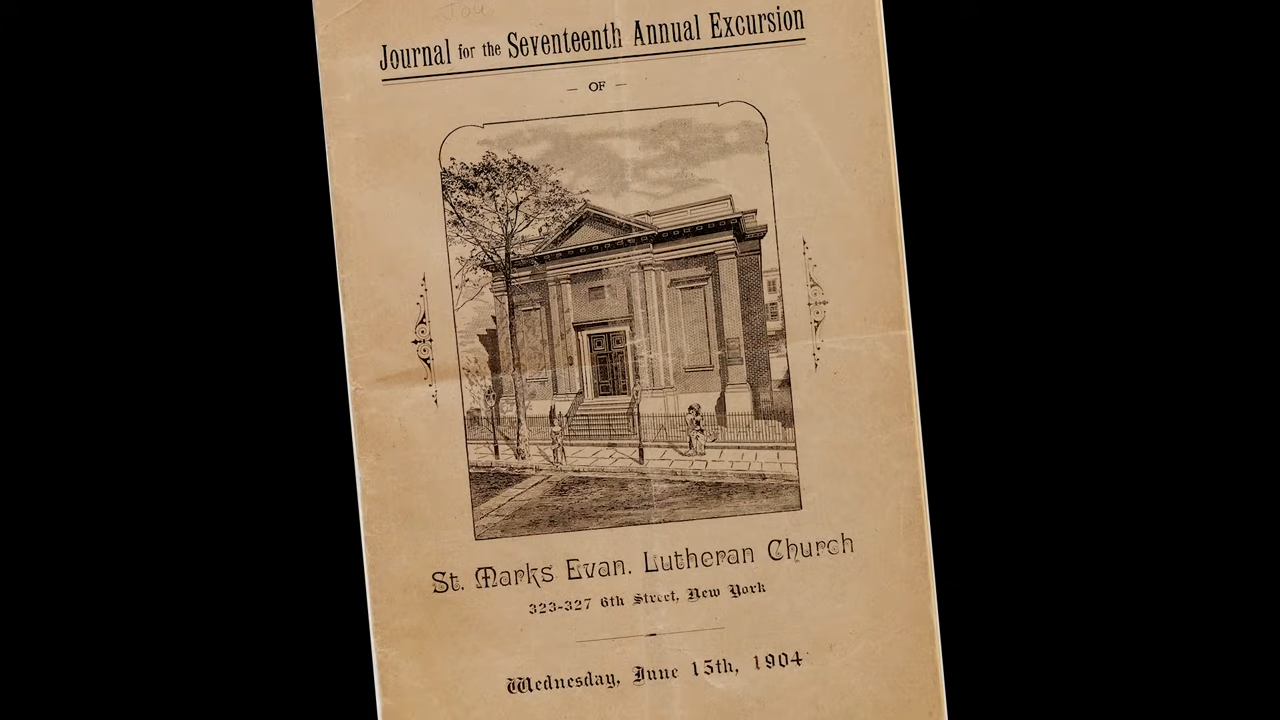 Journal for the Seventeenth Annual Excursion
— OF —
St. Marks Evan. Lutheran Church
323-327 6th Street, New York
Wednesday, June 15th, 1904